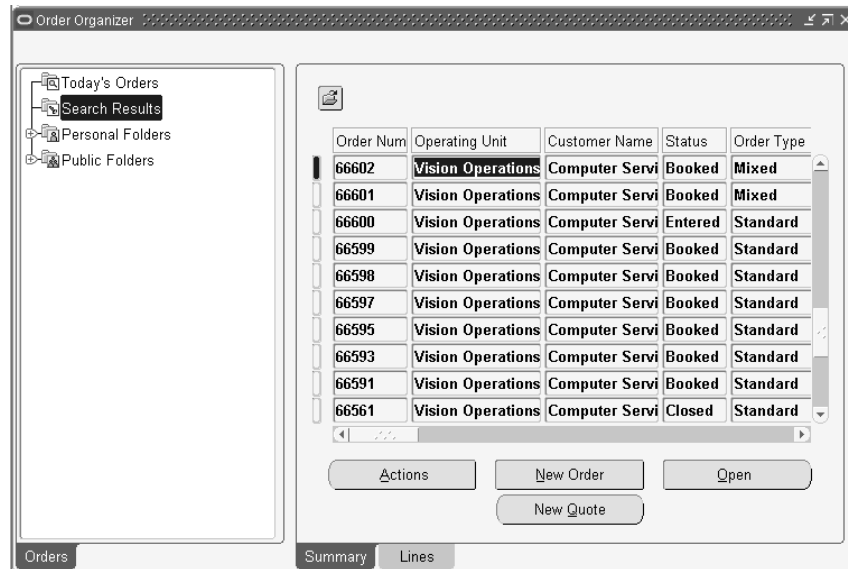 Order Organizer
Today's Orders
Search Results
Personal Folders
Public Folders
Order Num Operating Unit Customer Name Status Order Type
66602 Vision Operations Computer Servi Booked Mixed
66601 Vision Operations Computer Servi Booked Mixed
66600 Vision Operations Computer Servi Entered Standard
66599 Vision Operations Computer Servi Booked Standard
66598 Vision Operations Computer Servi Booked Standard
66597 Vision Operations Computer Servi Booked Standard
66595 Vision Operations Computer Servi Booked Standard
66593 Vision Operations Computer Servi Booked Standard
66591 Vision Operations Computer Servi Booked Standard
66561 Vision Operations Computer Servi Closed Standard
Actions New Order Open
New Quote
Orders Summary Lines